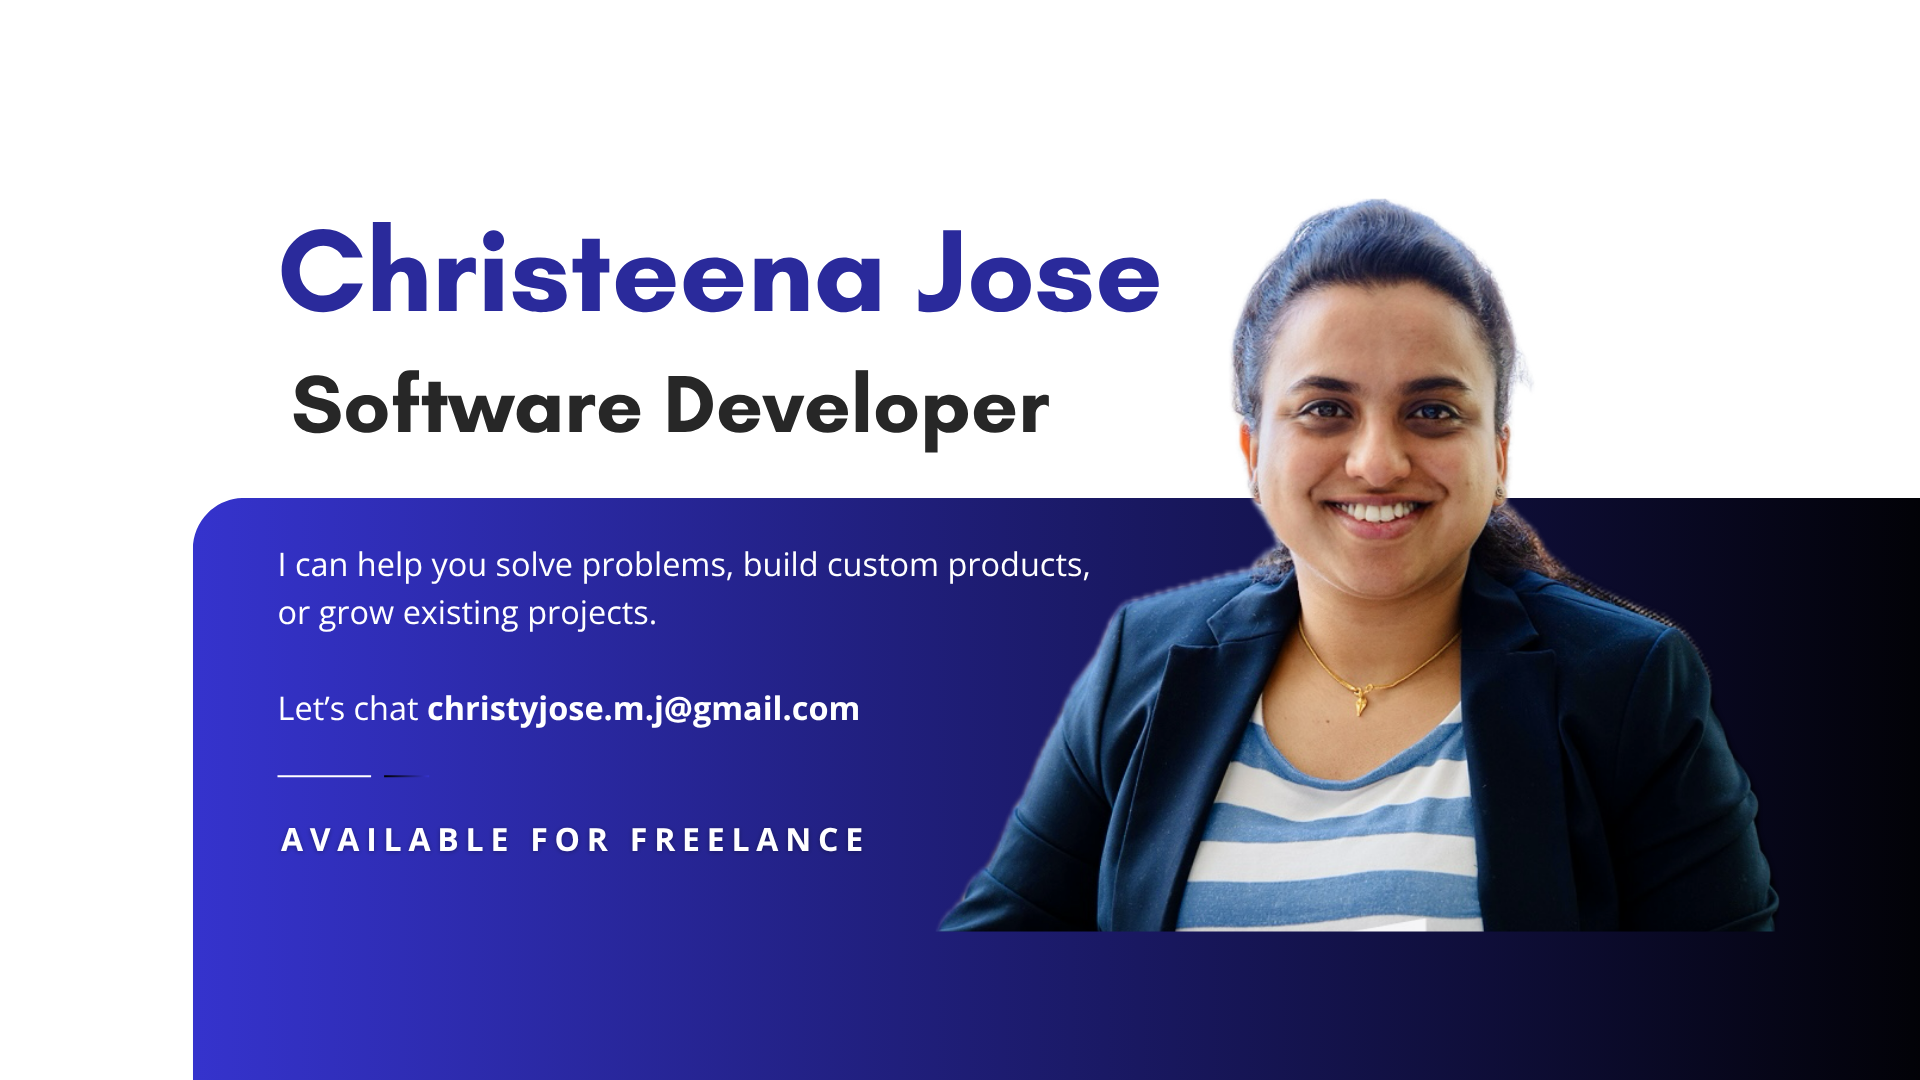 Christeena Jose
Software Developer
I can help you solve problems, build custom products,
or grow existing projects.
Let’s chat christyjose.m.j@gmail.com
AVAILABLE FOR FREELANCE